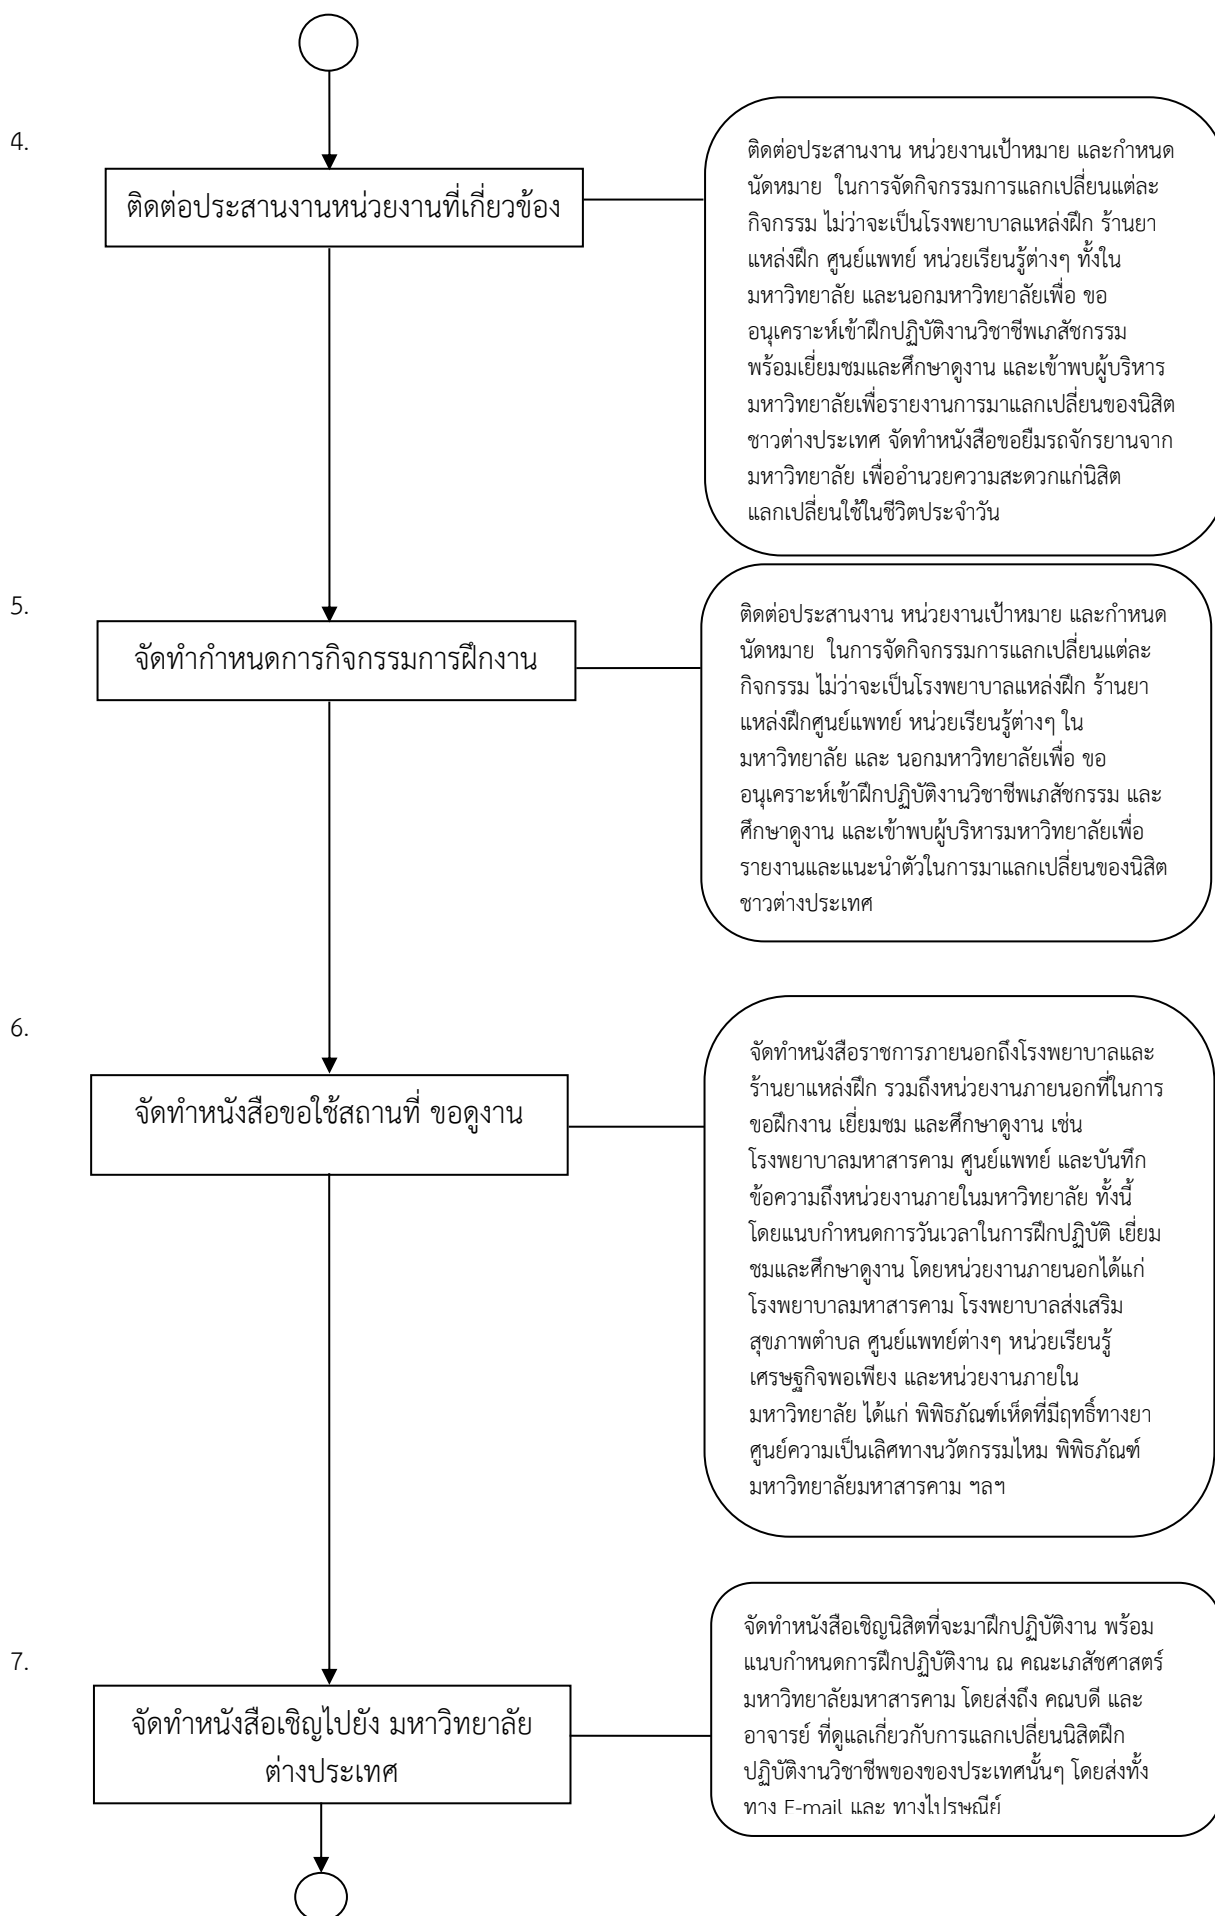 4.
ติดต่อประสานงานหน่วยงานที่เกี่ยวข้อง
ติดต่อประสานงาน หน่วยงานเป้าหมาย และกำหนด
นัดหมาย ในการจัดกิจกรรมการแลกเปลี่ยนแต่ละ
กิจกรรม ไม่ว่าจะเป็นโรงพยาบาลแหล่งฝึก ร้านยา
แหล่งฝึก ศูนย์แพทย์ หน่วยเรียนรู้ต่างๆ ทั้งใน
มหาวิทยาลัย และนอกมหาวิทยาลัยเพื่อ ขอ
อนุเคราะห์เข้าฝึกปฏิบัติงานวิชาชีพเภสัชกรรม
พร้อมเยี่ยมชมและศึกษาดูงาน และเข้าพบผู้บริหาร
มหาวิทยาลัยเพื่อรายงานการมาแลกเปลี่ยนของนิสิต
ชาวต่างประเทศ จัดทำหนังสือขอยืมรถจักรยานจาก
มหาวิทยาลัย เพื่ออำนวยความสะดวกแก่นิสิต
แลกเปลี่ยนใช้ในชีวิตประจำวัน
5.
จัดทำกำหนดการกิจกรรมการฝึกงาน
ติดต่อประสานงาน หน่วยงานเป้าหมาย และกำหนด
นัดหมาย ในการจัดกิจกรรมการแลกเปลี่ยนแต่ละ
กิจกรรม ไม่ว่าจะเป็นโรงพยาบาลแหล่งฝึก ร้านยา
แหล่งฝึกศูนย์แพทย์ หน่วยเรียนรู้ต่างๆ ใน
มหาวิทยาลัย และ นอกมหาวิทยาลัยเพื่อ ขอ
อนุเคราะห์เข้าฝึกปฏิบัติงานวิชาชีพเภสัชกรรม และ
ศึกษาดูงาน และเข้าพบผู้บริหารมหาวิทยาลัยเพื่อ
รายงานและแนะนำตัวในการมาแลกเปลี่ยนของนิสิต
ชาวต่างประเทศ
6.
จัดทำหนังสือขอใช้สถานที่ ขอดูงาน
จัดทำหนังสือราชการภายนอกถึงโรงพยาบาลและ
ร้านยาแหล่งฝึก รวมถึงหน่วยงานภายนอกที่ในการ
ขอฝึกงาน เยี่ยมชม และศึกษาดูงาน เช่น
โรงพยาบาลมหาสารคาม ศูนย์แพทย์ และบันทึก
ข้อความถึงหน่วยงานภายในมหาวิทยาลัย ทั้งนี้
โดยแนบกำหนดการวันเวลาในการฝึกปฏิบัติ เยี่ยม
ชมและศึกษาดูงาน โดยหน่วยงานภายนอกได้แก่
โรงพยาบาลมหาสารคาม โรงพยาบาลส่งเสริม
สุขภาพตำบล ศูนย์แพทย์ต่างๆ หน่วยเรียนรู้
เศรษฐกิจพอเพียง และหน่วยงานภายใน
มหาวิทยาลัย ได้แก่ พิพิธภัณฑ์เห็ดที่มีฤทธิ์ทางยา
ศูนย์ความเป็นเลิศทางนวัตกรรมไหม พิพิธภัณฑ์
มหาวิทยาลัยมหาสารคาม ฯลฯ
7.
จัดทำหนังสือเชิญไปยัง มหาวิทยาลัย
ต่างประเทศ
จัดทำหนังสือเชิญนิสิตที่จะมาฝึกปฏิบัติงาน พร้อม
แนบกำหนดการฝึกปฏิบัติงาน ณ คณะเภสัชศาสตร์
มหาวิทยาลัยมหาสารคาม โดยส่งถึง คณบดี และ
อาจารย์ ที่ดูแลเกี่ยวกับการแลกเปลี่ยนนิสิตฝึก
ปฏิบัติงานวิชาชีพของของประเทศนั้นๆ โดยส่งทั้ง
ทาง E-mail และ ทางไปรษณีย์